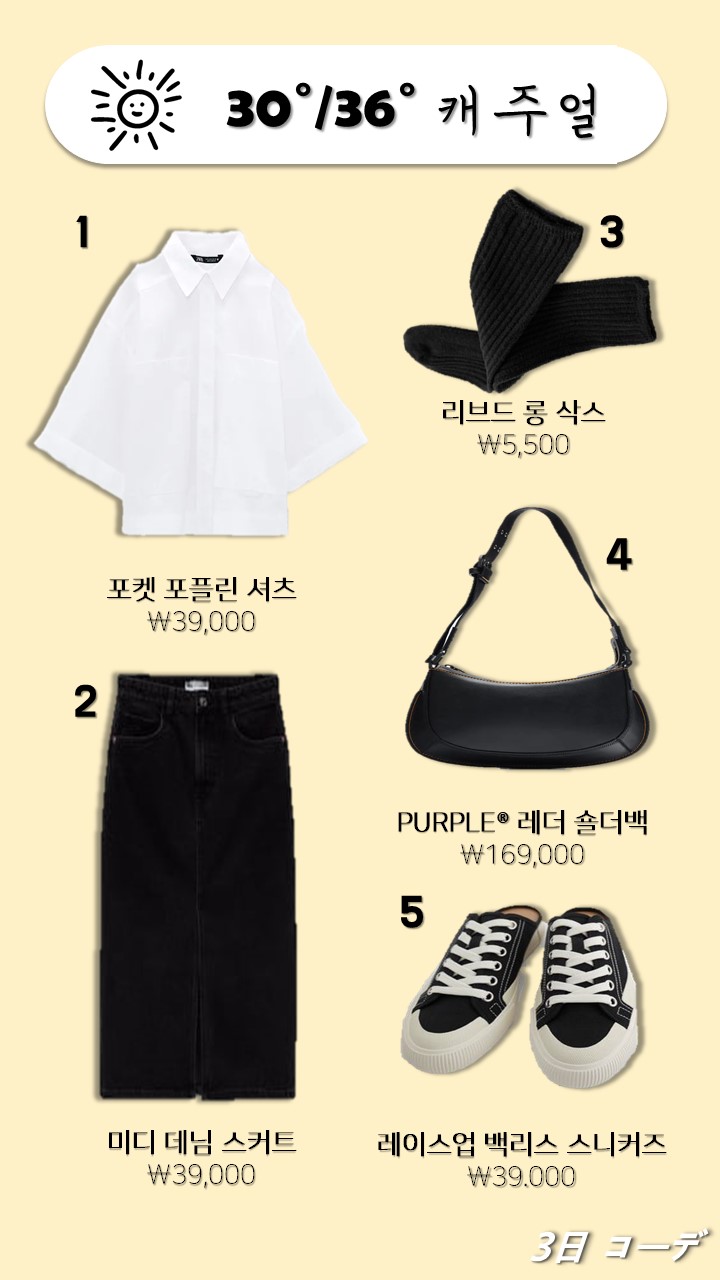 30°/36° 캐주얼
1
포켓 포플린 셔츠
₩39,000
2
미디 데님 스커트
₩39,000
3
리브드 롱 삭스
₩5,500
4
PURPLE® 레더 숄더백
₩169,000
5
레이스업 백리스 스니커즈
₩39.000
3日 コーデ